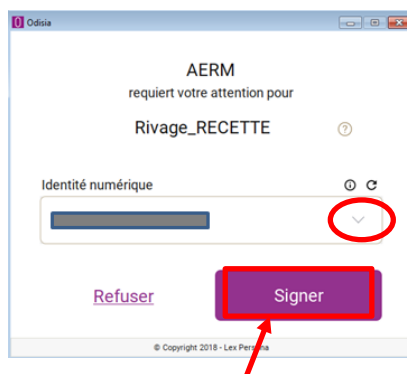 Odisia
AERM
requiert votre attention pour
Rivage_RECETTE
Identité numérique
Refuser
Signer
© Copyright 2018 - Lex Persona